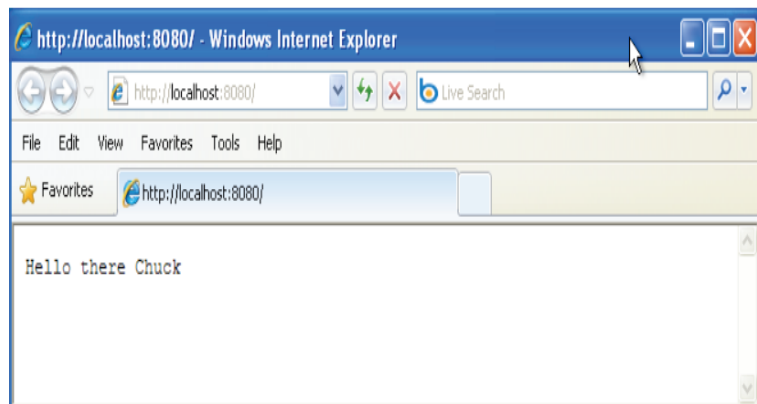 http://localhost:8080/ - Windows Internet Explorer
http://localhost:8080/
Live Search
File Edit View Favorites Tools Help
Favorites
http://localhost:8080/
Hello there Chuck